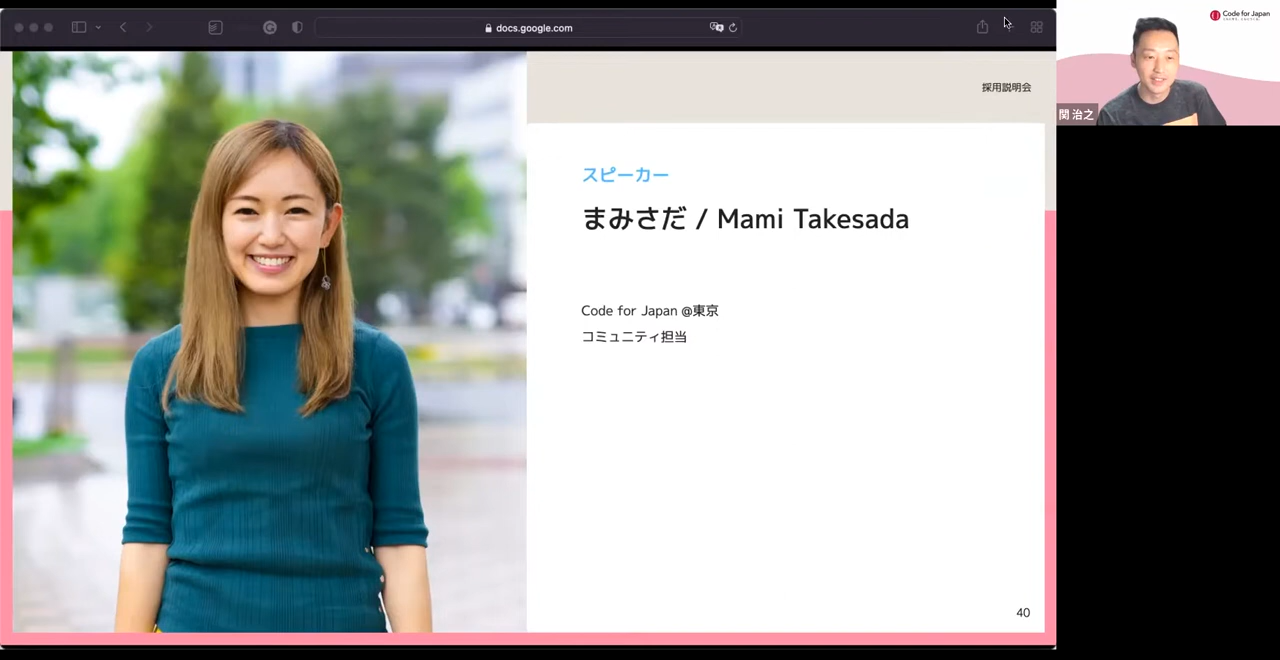 docs.google.com
Code for Japan
関 治之
採用説明会
スピーカー
まみさだ / Mami Takesada
Code for Japan @東京
コミュニティ担当
40